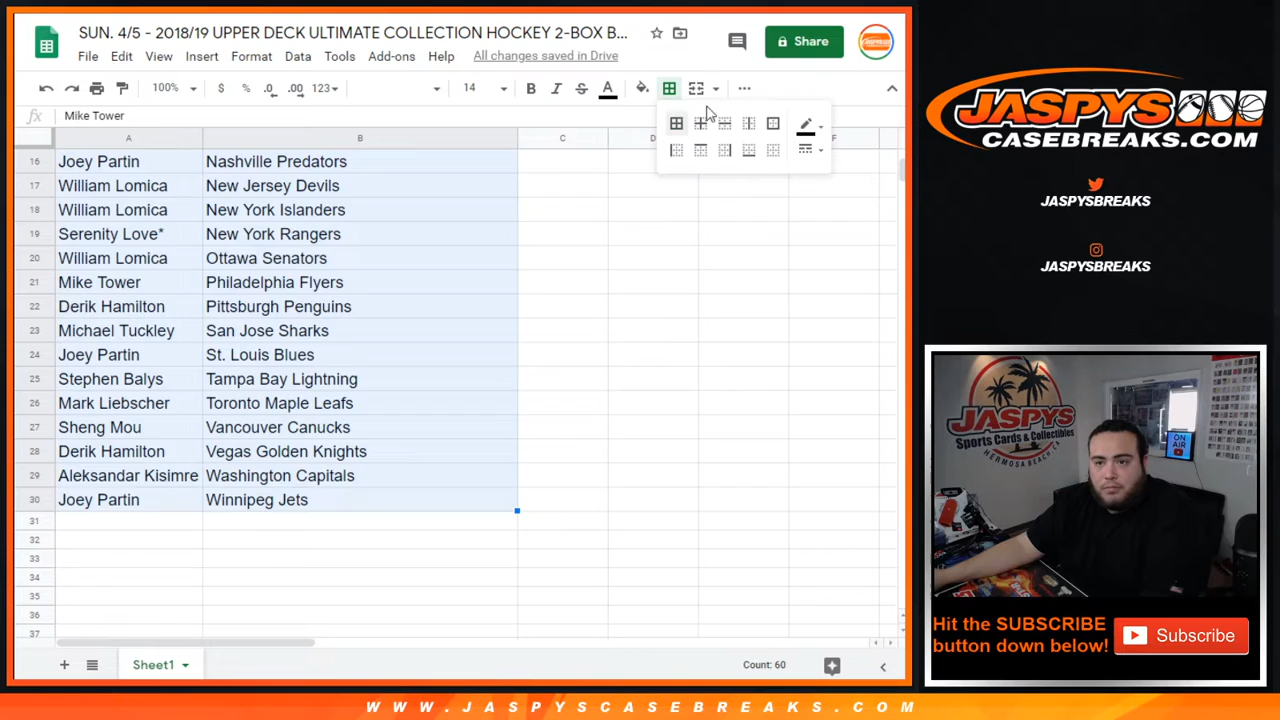 SUN. 4/5 - 2018/19 UPPER DECK ULTIMATE COLLECTION HOCKEY 2-BOX B...
File Edit View Insert Format Data Tools Add-ons Help All changes saved in Drive
Share
JASPYS
100% $ % .0 .00 123 14 B I S A
fx Mike Tower
A B C D F
16 Joey Partin Nashville Predators
17 William Lomica New Jersey Devils
18 William Lomica New York Islanders
19 Serenity Love* New York Rangers
20 William Lomica Ottawa Senators
21 Mike Tower Philadelphia Flyers
22 Derik Hamilton Pittsburgh Penguins
23 Michael Tuckley San Jose Sharks
24 Joey Partin St. Louis Blues
25 Stephen Balys Tampa Bay Lightning
26 Mark Liebscher Toronto Maple Leafs
27 Sheng Mou Vancouver Canucks
28 Derik Hamilton Vegas Golden Knights
29 Aleksandar Kisimre Washington Capitals
30 Joey Partin Winnipeg Jets
31
32
33
34
35
36
37
Sheet1
Count: 60
JASPYS
CASEBREAKS.COM
JASPYSBREAKS
JASPYSBREAKS
JASPYS
Sports Cards & Collectibles
HERMOSA BEACH
ON AIR
Hit the SUBSCRIBE
button down below!
Subscribe
WWW.JASPYSCASEBREAKS.COM